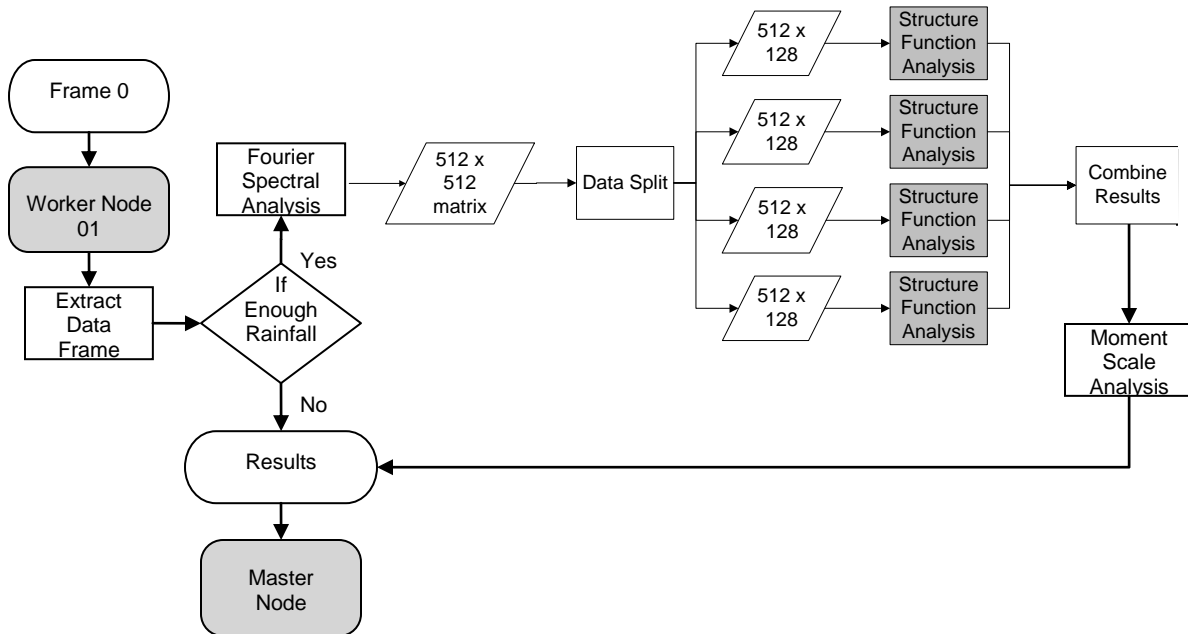 Frame 0
Worker Node
01
Extract
Data
Frame
If
Enough
Rainfall
Yes
No
Fourier
Spectral
Analysis
512 x
512
matrix
Data Split
512 x
128
Structure
Function
Analysis
512 x
128
Structure
Function
Analysis
512 x
128
Structure
Function
Analysis
512 x
128
Structure
Function
Analysis
Combine
Results
Moment
Scale
Analysis
Results
Master
Node